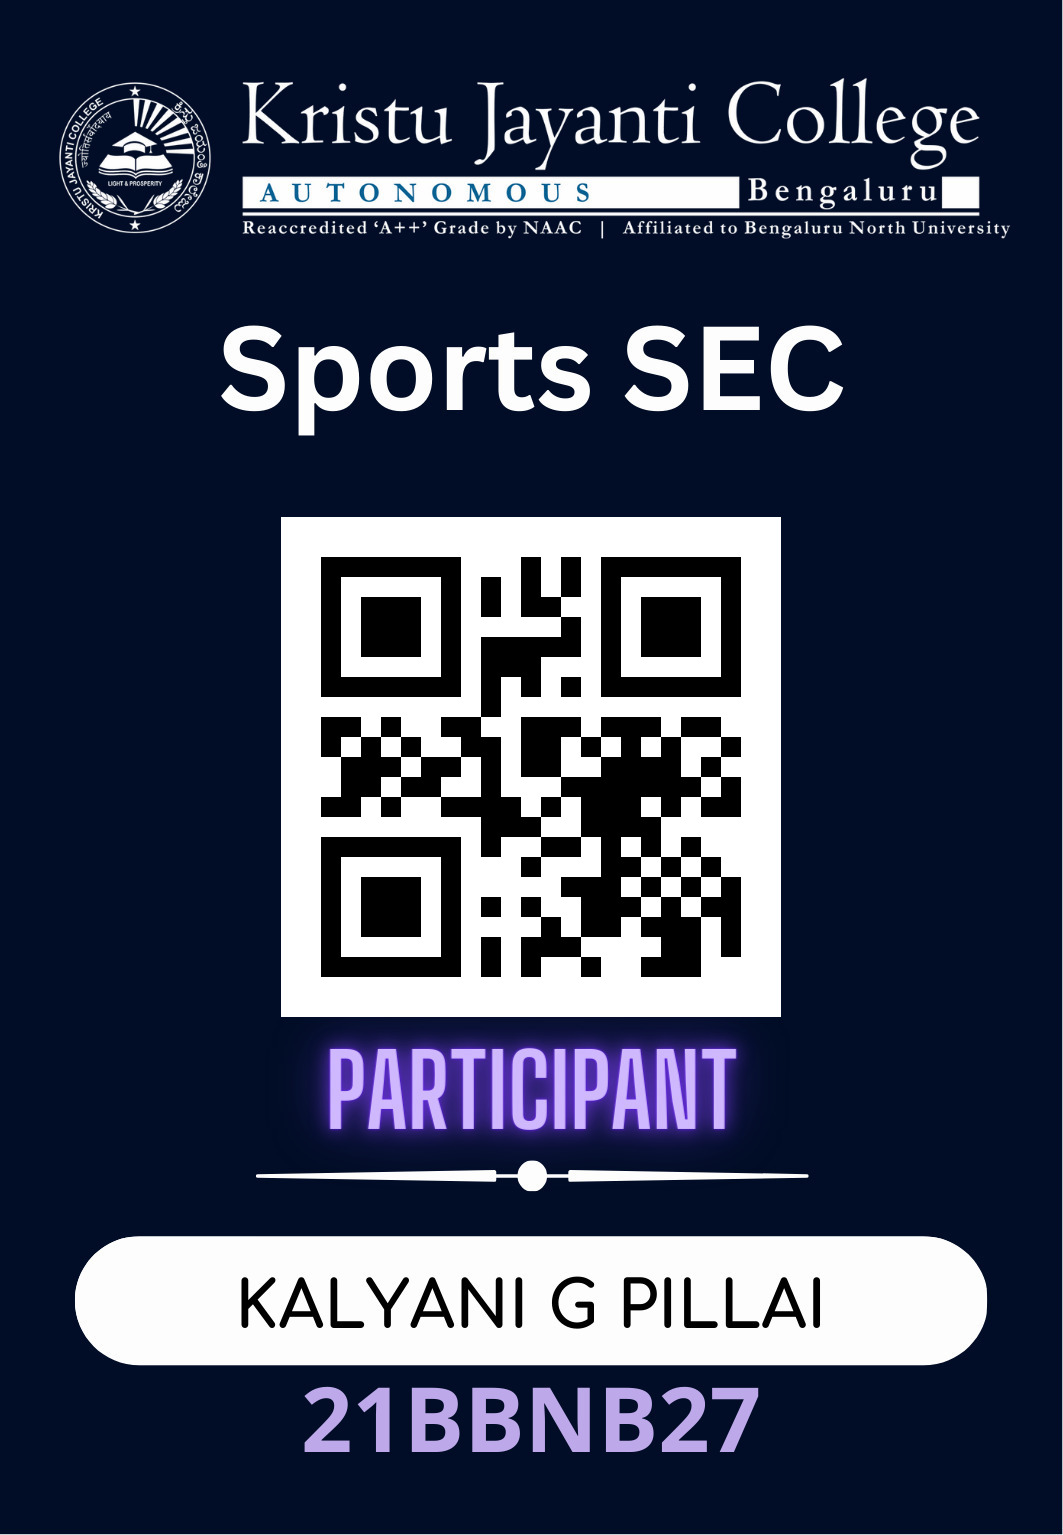 KRISTU JAYANTI COLLEGE
LIGHT & PROSPERITY
Kristu Jayanti College
AUTONOMOUS Bengaluru
Reaccredited ‘A++’ Grade by NAAC | Affiliated to Bengaluru North University
Sports SEC
PARTICIPANT
KALYANI G PILLAI
21BBNB27